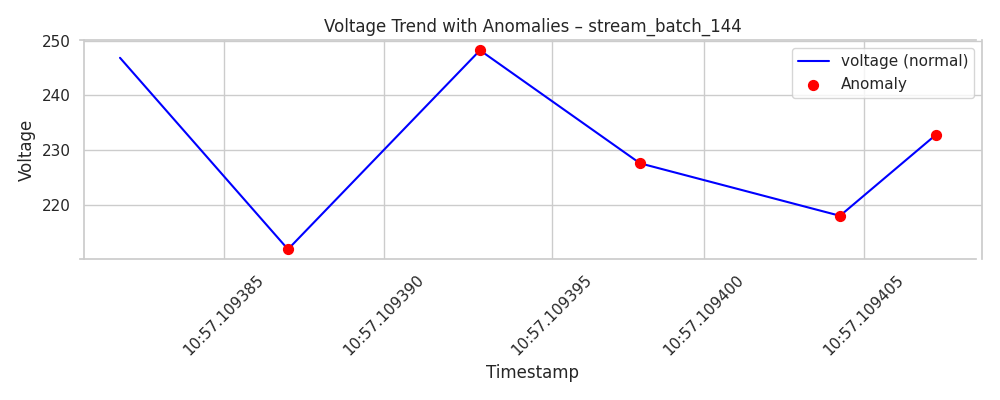 Voltage Trend with Anomalies – stream_batch_144
250
240
230
220
Voltage
voltage (normal)
Anomaly
10:57.109385
10:57.109390
10:57.109395
10:57.109400
10:57.109405
Timestamp